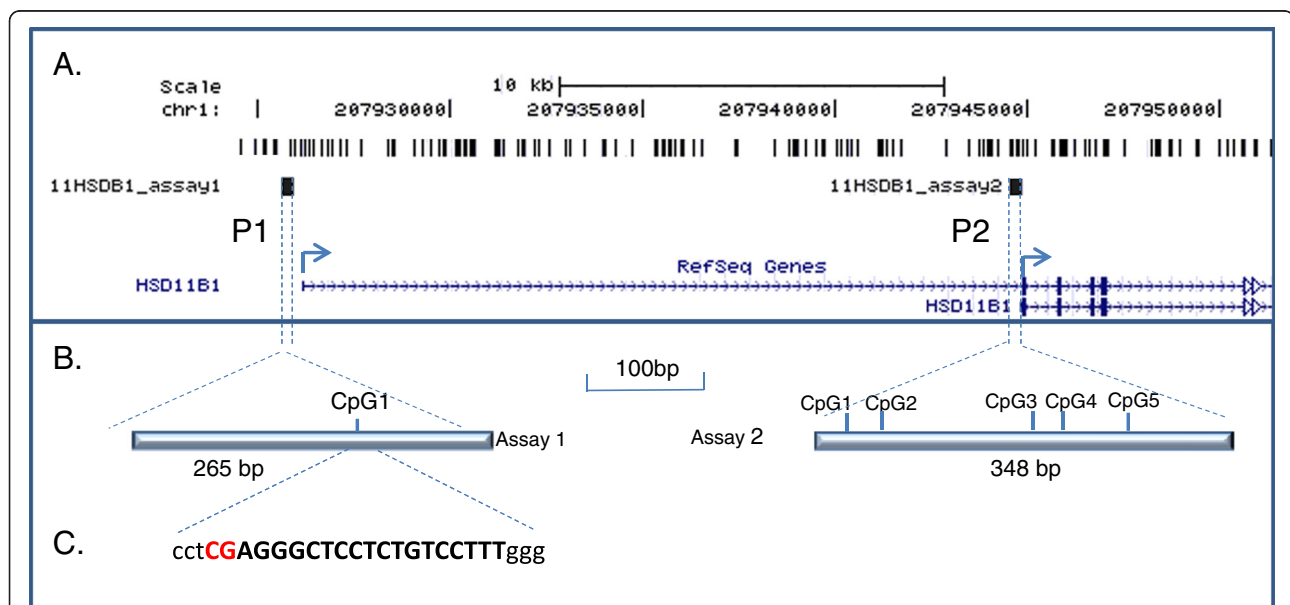 A.
Scale 10 kb
chr1: 207930000 207935000 207940000 207945000 207950000
11HSDB1_assay1 11HSDB1_assay2
P1 P2
RefSeq Genes
HSD11B1
HSD11B1
B.
100bp
CpG1 CpG1 CpG2 CpG3 CpG4 CpG5
Assay 1 Assay 2
265 bp 348 bp
C. cctCGAGGGCTCCTCTGTCCTTTggg